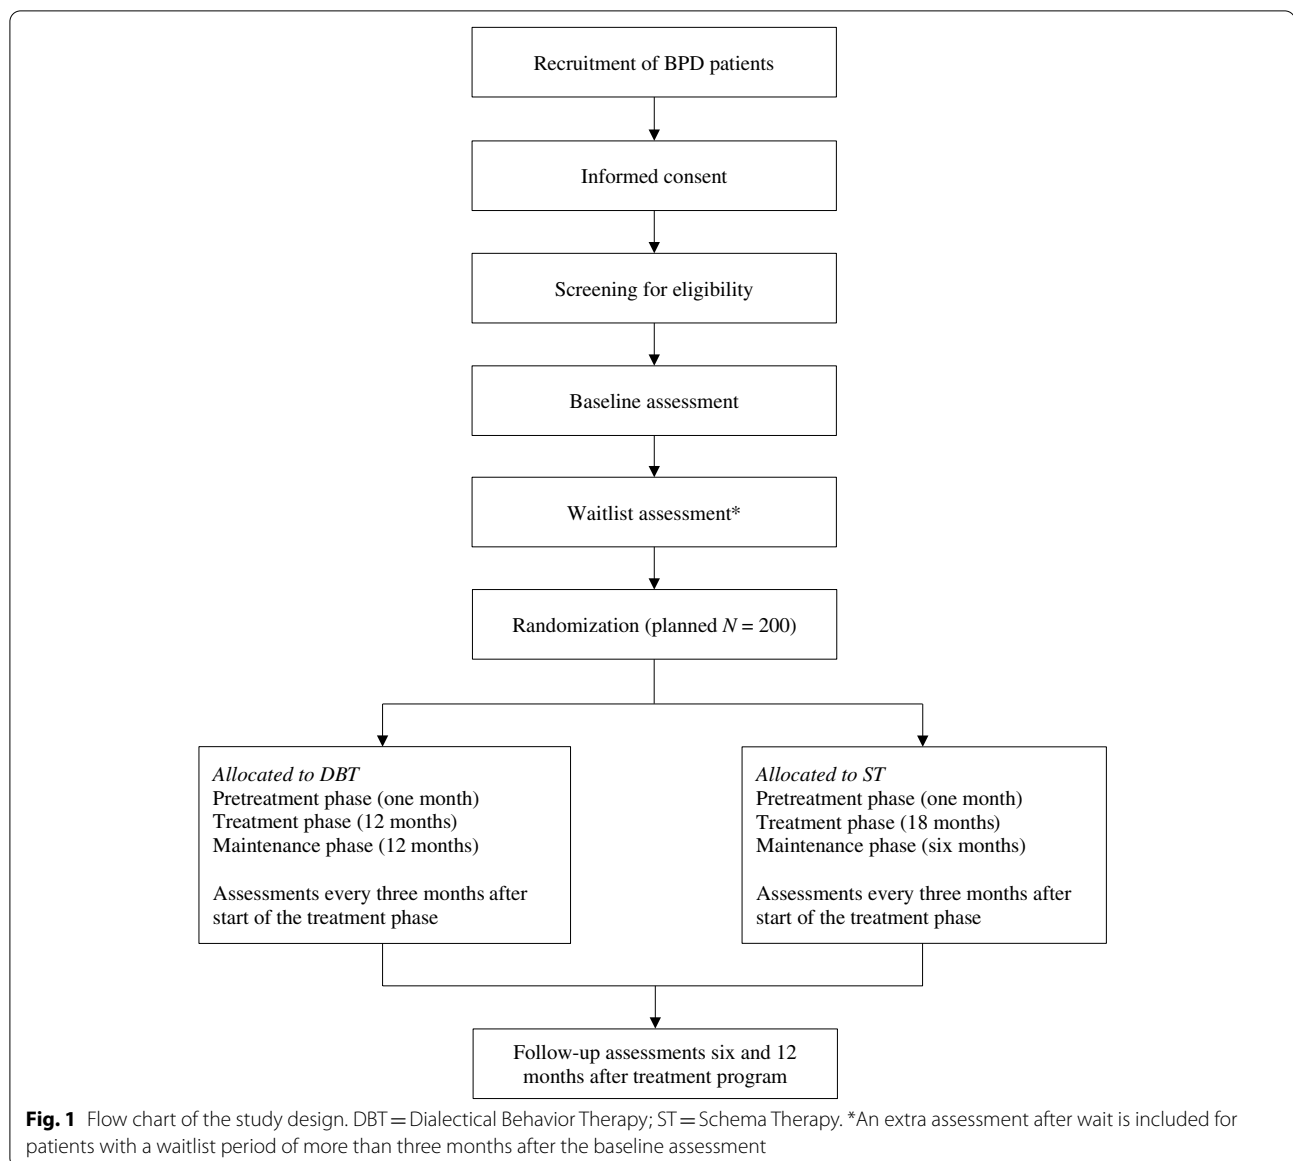 Recruitment of BPD patients
Informed consent
Screening for eligibility
Baseline assessment
Waitlist assessment*
Randomization (planned N = 200)
Allocated to DBT
Pretreatment phase (one month)
Treatment phase (12 months)
Maintenance phase (12 months)
Assessments every three months after
start of the treatment phase
Allocated to ST
Pretreatment phase (one month)
Treatment phase (18 months)
Maintenance phase (six months)
Assessments every three months after
start of the treatment phase
Follow-up assessments six and 12
months after treatment program
Fig. 1 Flow chart of the study design. DBT = Dialectical Behavior Therapy; ST = Schema Therapy. *An extra assessment after wait is included for
patients with a waitlist period of more than three months after the baseline assessment